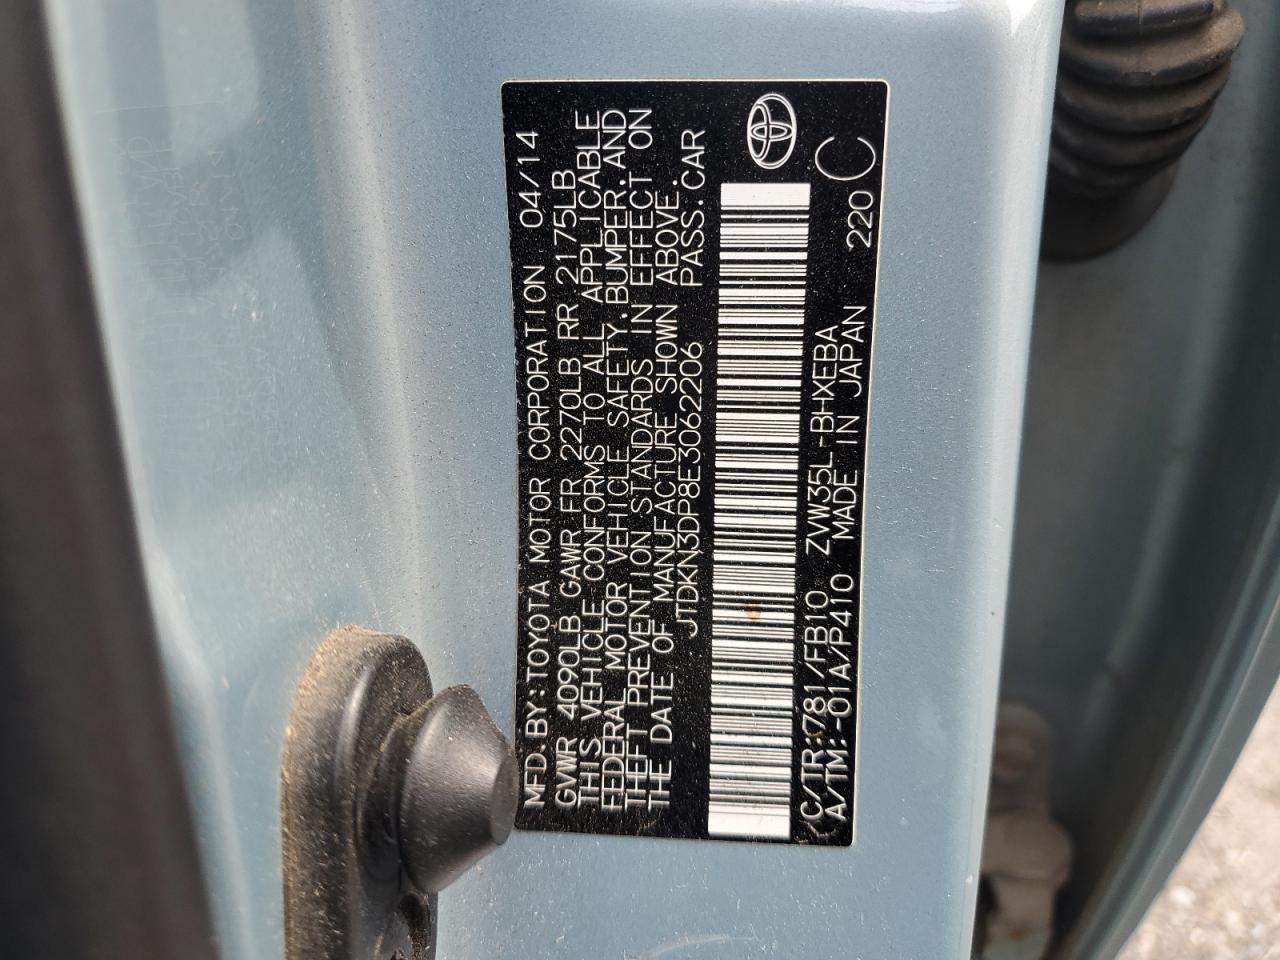 MFD.BY:TOYOTA MOTOR CORPORATION 04/14
GVWR 4090LB GAWR FR 2270LB RR 2175LB
THIS VEHICLE CONFORMS TO ALL APPLICABLE
FEDERAL MOTOR VEHICLE SAFETY,BUMPER,AND
THEFT PREVENTION STANDARDS IN EFFECT ON
THE DATE OF MANUFACTURE SHOWN ABOVE.
JTDKN3DP8E3062206 PASS.CAR
C/TR:781/FB10 ZVW35L-BHXEBA 220 C
A/TM:-01A/P410 MADE IN JAPAN